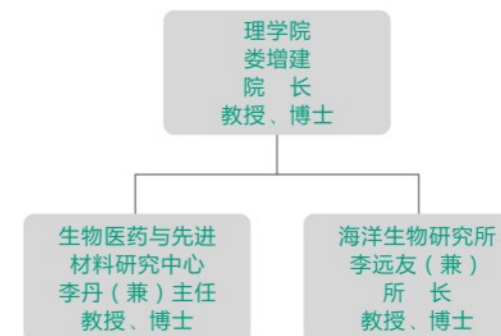 理学院
娄增建
院　长
教授、博士
生物医药与先进
材料研究中心
李丹（兼）主任
教授、博士
海洋生物研究所
李远友（兼）
所　长
教授、博士